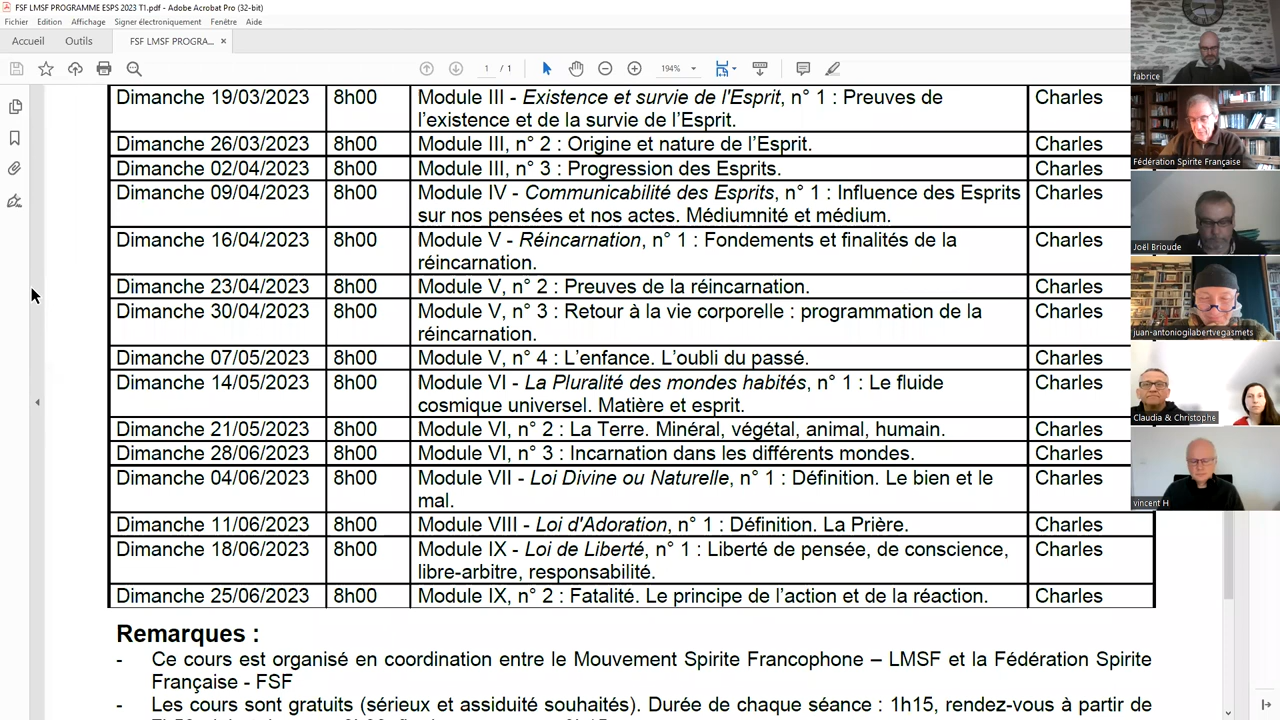 FSF LMSF PROGRAMME ESPS 2023 T1.pdf - Adobe Acrobat Pro (32-bit)
Fichier Edition Affichage Signer électroniquement Fenêtre Aide
Accueil Outils FSF LMSF PROGRA... ×
1 / 1 194%
Dimanche 19/03/2023 8h00 Module III - Existence et survie de l'Esprit, n° 1 : Preuves de Charles
l’existence et de la survie de l’Esprit.
Dimanche 26/03/2023 8h00 Module III, n° 2 : Origine et nature de l’Esprit. Charles
Dimanche 02/04/2023 8h00 Module III, n° 3 : Progression des Esprits. Charles
Dimanche 09/04/2023 8h00 Module IV - Communicabilité des Esprits, n° 1 : Influence des Esprits Charles
sur nos pensées et nos actes. Médiumnité et médium.
Dimanche 16/04/2023 8h00 Module V - Réincarnation, n° 1 : Fondements et finalités de la Charles
réincarnation.
Dimanche 23/04/2023 8h00 Module V, n° 2 : Preuves de la réincarnation. Charles
Dimanche 30/04/2023 8h00 Module V, n° 3 : Retour à la vie corporelle : programmation de la Charles
réincarnation.
Dimanche 07/05/2023 8h00 Module V, n° 4 : L’enfance. L’oubli du passé. Charles
Dimanche 14/05/2023 8h00 Module VI - La Pluralité des mondes habités, n° 1 : Le fluide Charles
cosmique universel. Matière et esprit.
Dimanche 21/05/2023 8h00 Module VI, n° 2 : La Terre. Minéral, végétal, animal, humain. Charles
Dimanche 28/06/2023 8h00 Module VI, n° 3 : Incarnation dans les différents mondes. Charles
Dimanche 04/06/2023 8h00 Module VII - Loi Divine ou Naturelle, n° 1 : Définition. Le bien et le Charles
mal.
Dimanche 11/06/2023 8h00 Module VIII - Loi d'Adoration, n° 1 : Définition. La Prière. Charles
Dimanche 18/06/2023 8h00 Module IX - Loi de Liberté, n° 1 : Liberté de pensée, de conscience, Charles
libre-arbitre, responsabilité.
Dimanche 25/06/2023 8h00 Module IX, n° 2 : Fatalité. Le principe de l’action et de la réaction. Charles
Remarques :
- Ce cours est organisé en coordination entre le Mouvement Spirite Francophone – LMSF et la Fédération Spirite
Française - FSF
- Les cours sont gratuits (sérieux et assiduité souhaités). Durée de chaque séance : 1h15, rendez-vous à partir de
fabrice
Fédération Spirite Française
Joël Brioude
juan-antoniogilabertvegasmets
Claudia & Christophe
vincent H